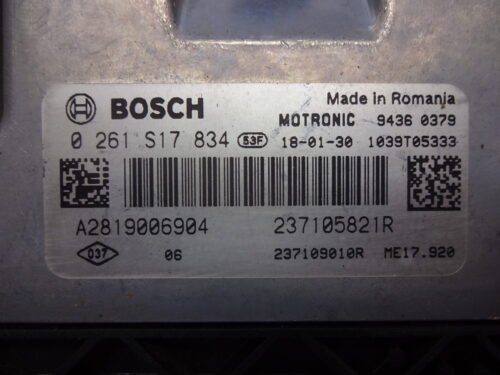 BOSCH
Made in Romania
MOTRONIC 9436 0379
0 261 S17 834 53F 18-01-30 1039T05333
A2819006904 237105821R
037 06 237109010R ME17.920